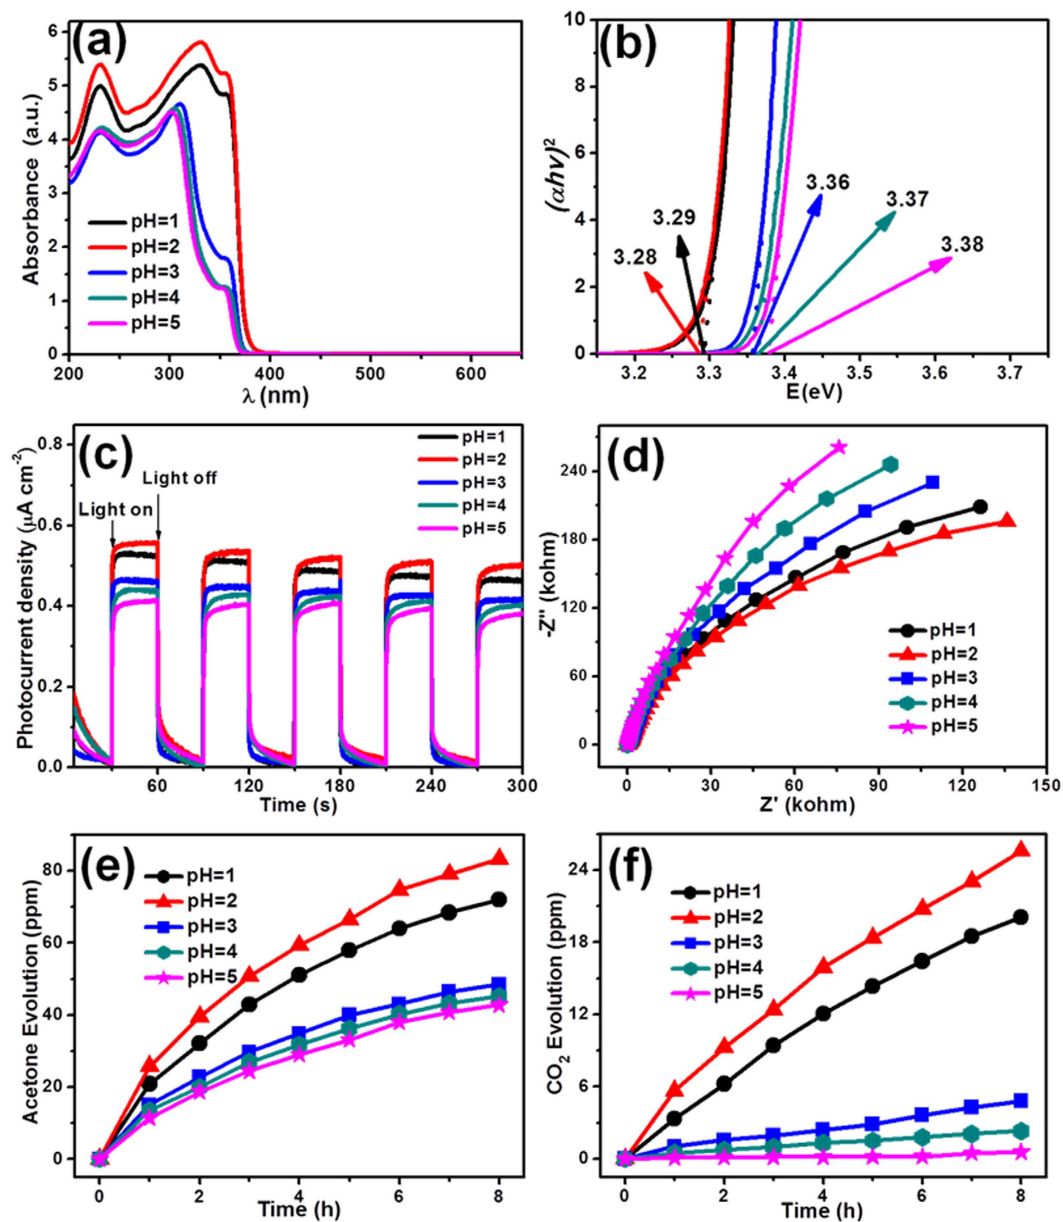 (a)
Absorbance (a.u.)
6
5
4
3
2
1
0
pH=1
pH=2
pH=3
pH=4
pH=5
200 300 400 500 600
λ (nm)
(b)
(αhν)²
10
8
6
4
2
0
3.28
3.29
3.36
3.37
3.38
3.2 3.3 3.4 3.5 3.6 3.7
E(eV)
(c)
Photocurrent density (μA cm⁻²)
0.8
0.6
0.4
0.2
0.0
Light on
Light off
pH=1
pH=2
pH=3
pH=4
pH=5
60 120 180 240 300
Time (s)
(d)
-Z'' (kohm)
240
180
120
60
0
pH=1
pH=2
pH=3
pH=4
pH=5
0 30 60 90 120 150
Z' (kohm)
(e)
Acetone Evolution (ppm)
80
60
40
20
0
pH=1
pH=2
pH=3
pH=4
pH=5
0 2 4 6 8
Time (h)
(f)
CO₂ Evolution (ppm)
24
18
12
6
0
pH=1
pH=2
pH=3
pH=4
pH=5
0 2 4 6 8
Time (h)